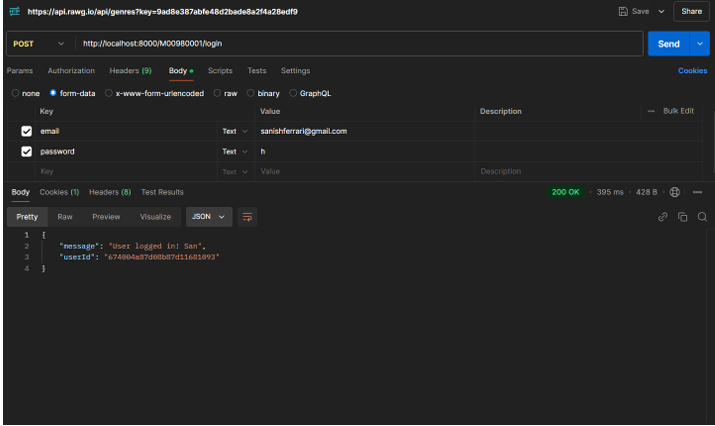 https://api.rawg.io/api/genres?key=9ad8e387abfe48d2bade8a2f4a28edf9 Save Share
POST http://localhost:8000/M00980001/login Send
Params Authorization Headers (9) Body Scripts Tests Settings Cookies
none form-data x-www-form-urlencoded raw binary GraphQL
Key Value Description Bulk Edit
email Text sanishferrari@gmail.com
password Text h
Key Text Value Description
Body Cookies (1) Headers (8) Test Results 200 OK 395 ms 428 B
Pretty Raw Preview Visualize JSON
1 {
2 "message": "User logged in! San",
3 "userId": "674004a87d08b87d11681093"
4 }